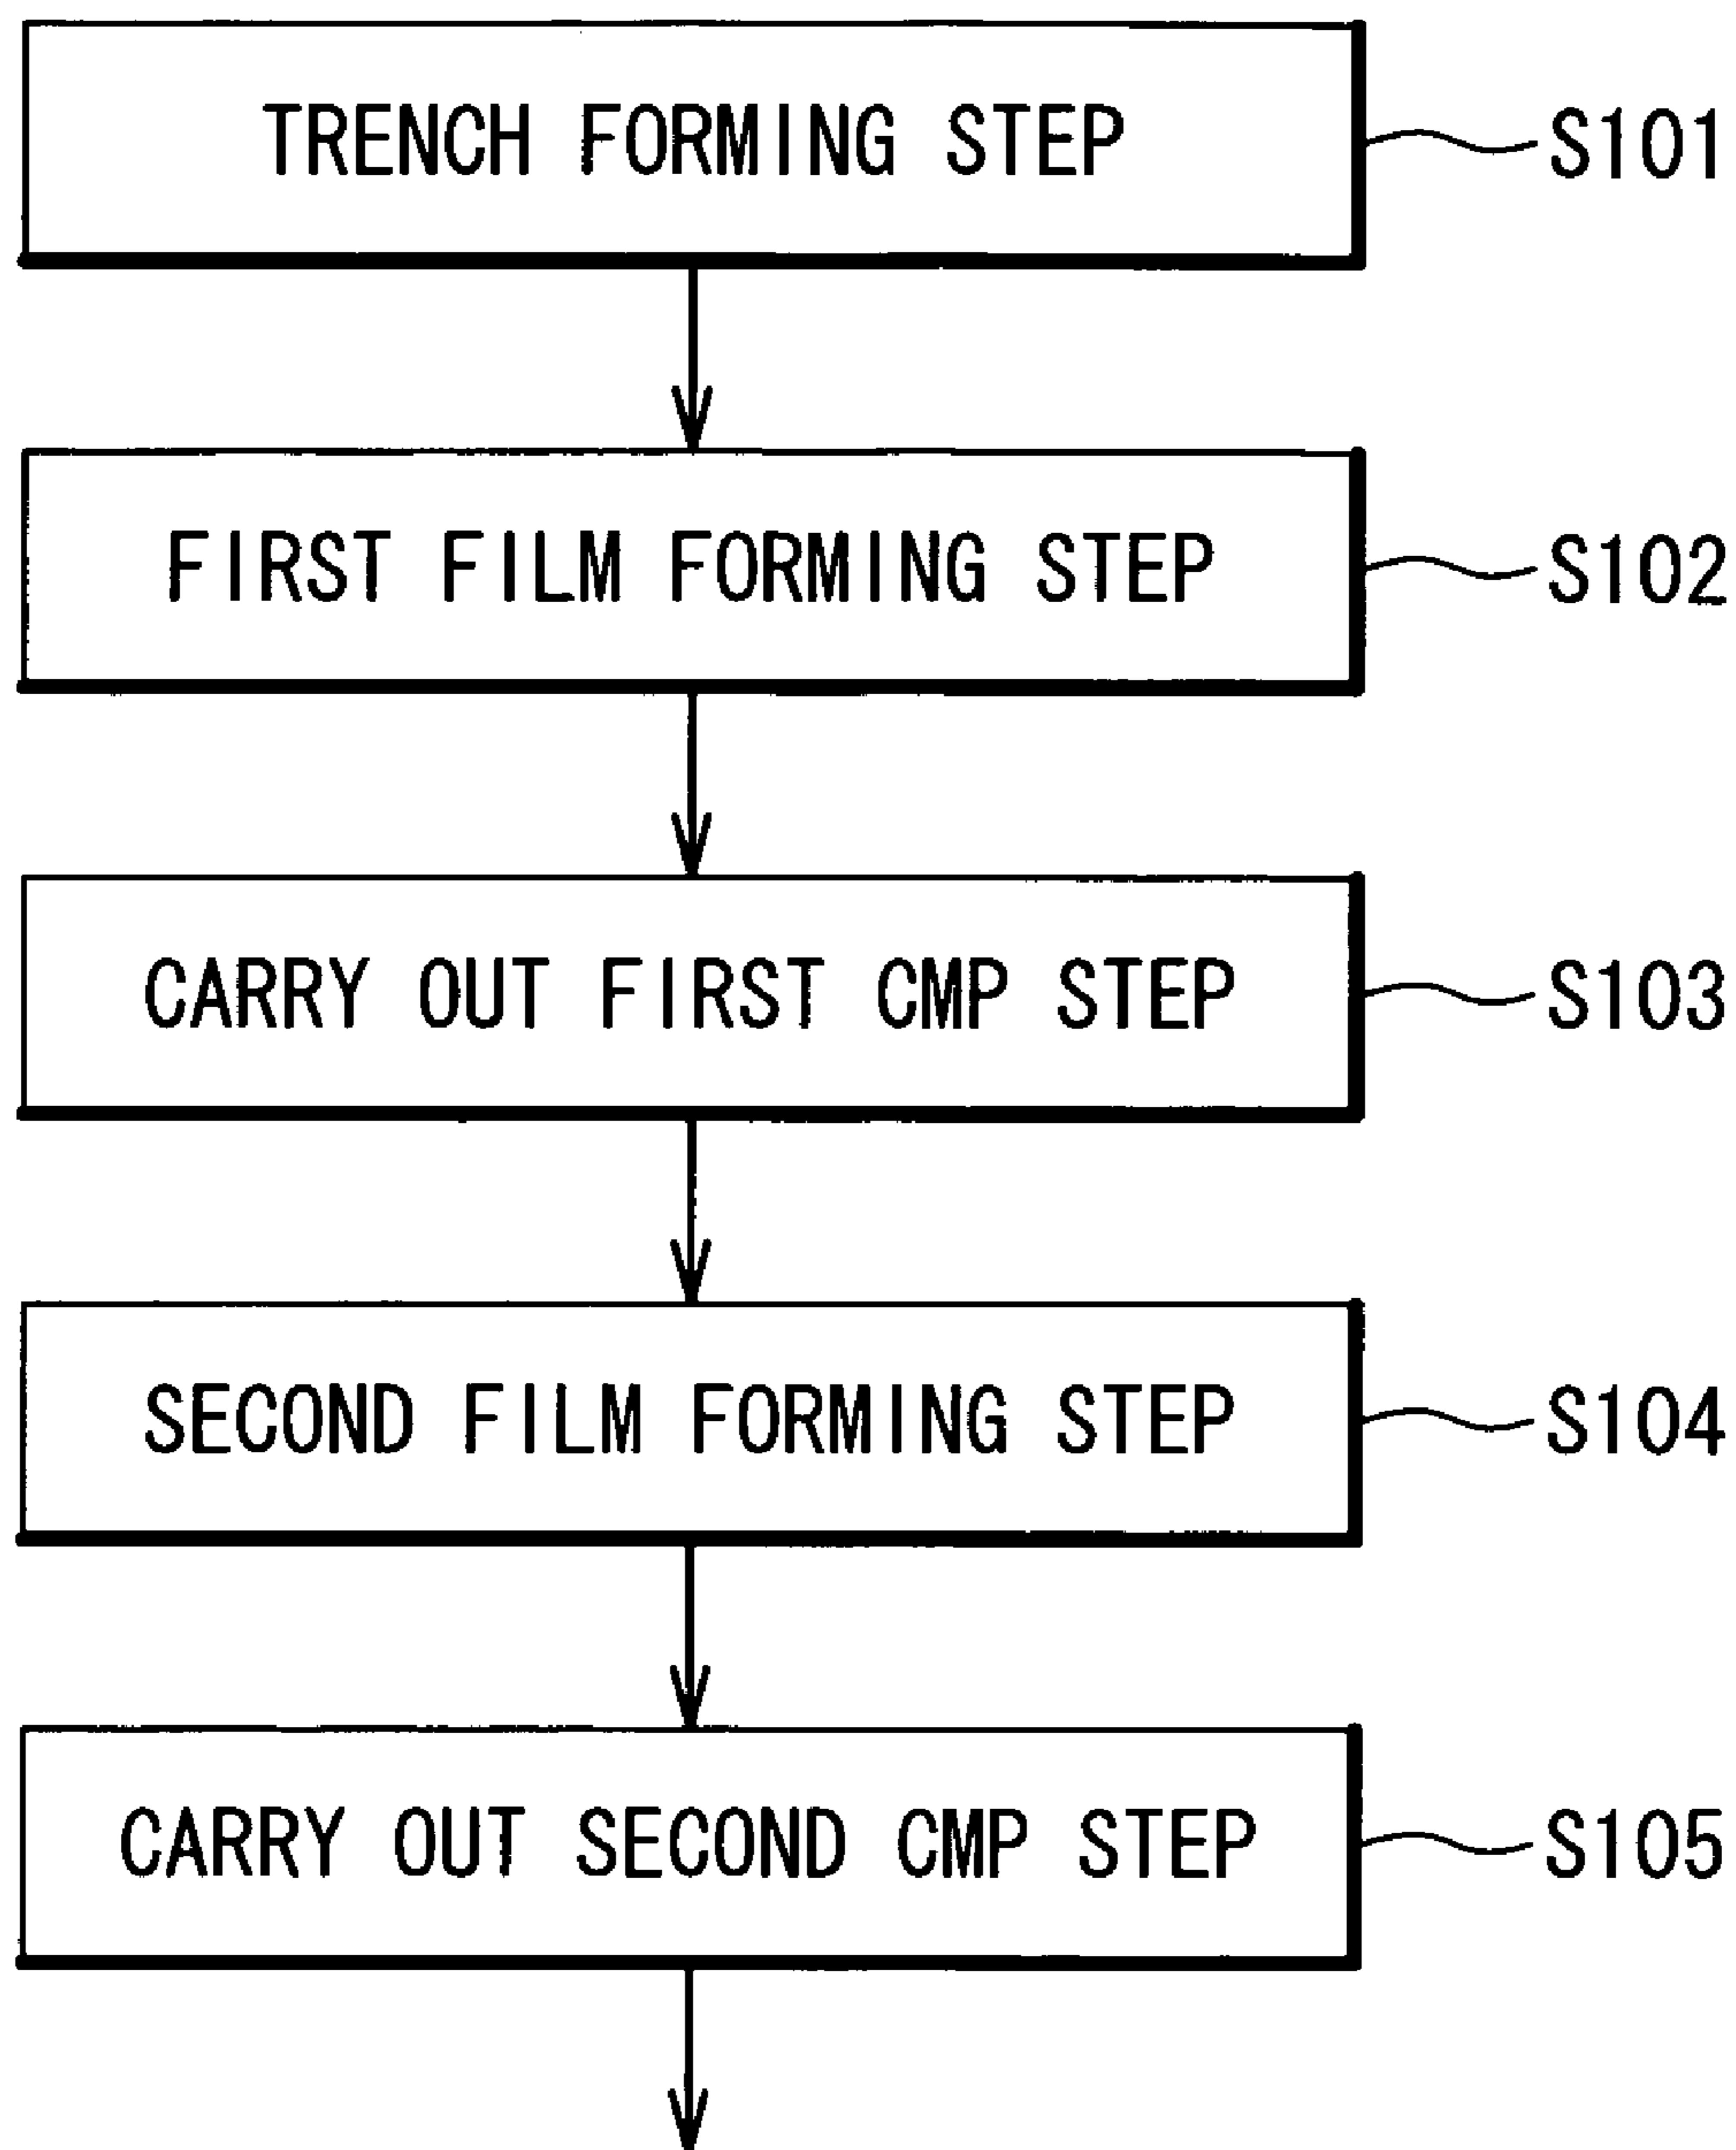 TRENCH FORMING STEP S101
FIRST FILM FORMING STEP S102
CARRY OUT FIRST CMP STEP S103
SECOND FILM FORMING STEP S104
CARRY OUT SECOND CMP STEP S105